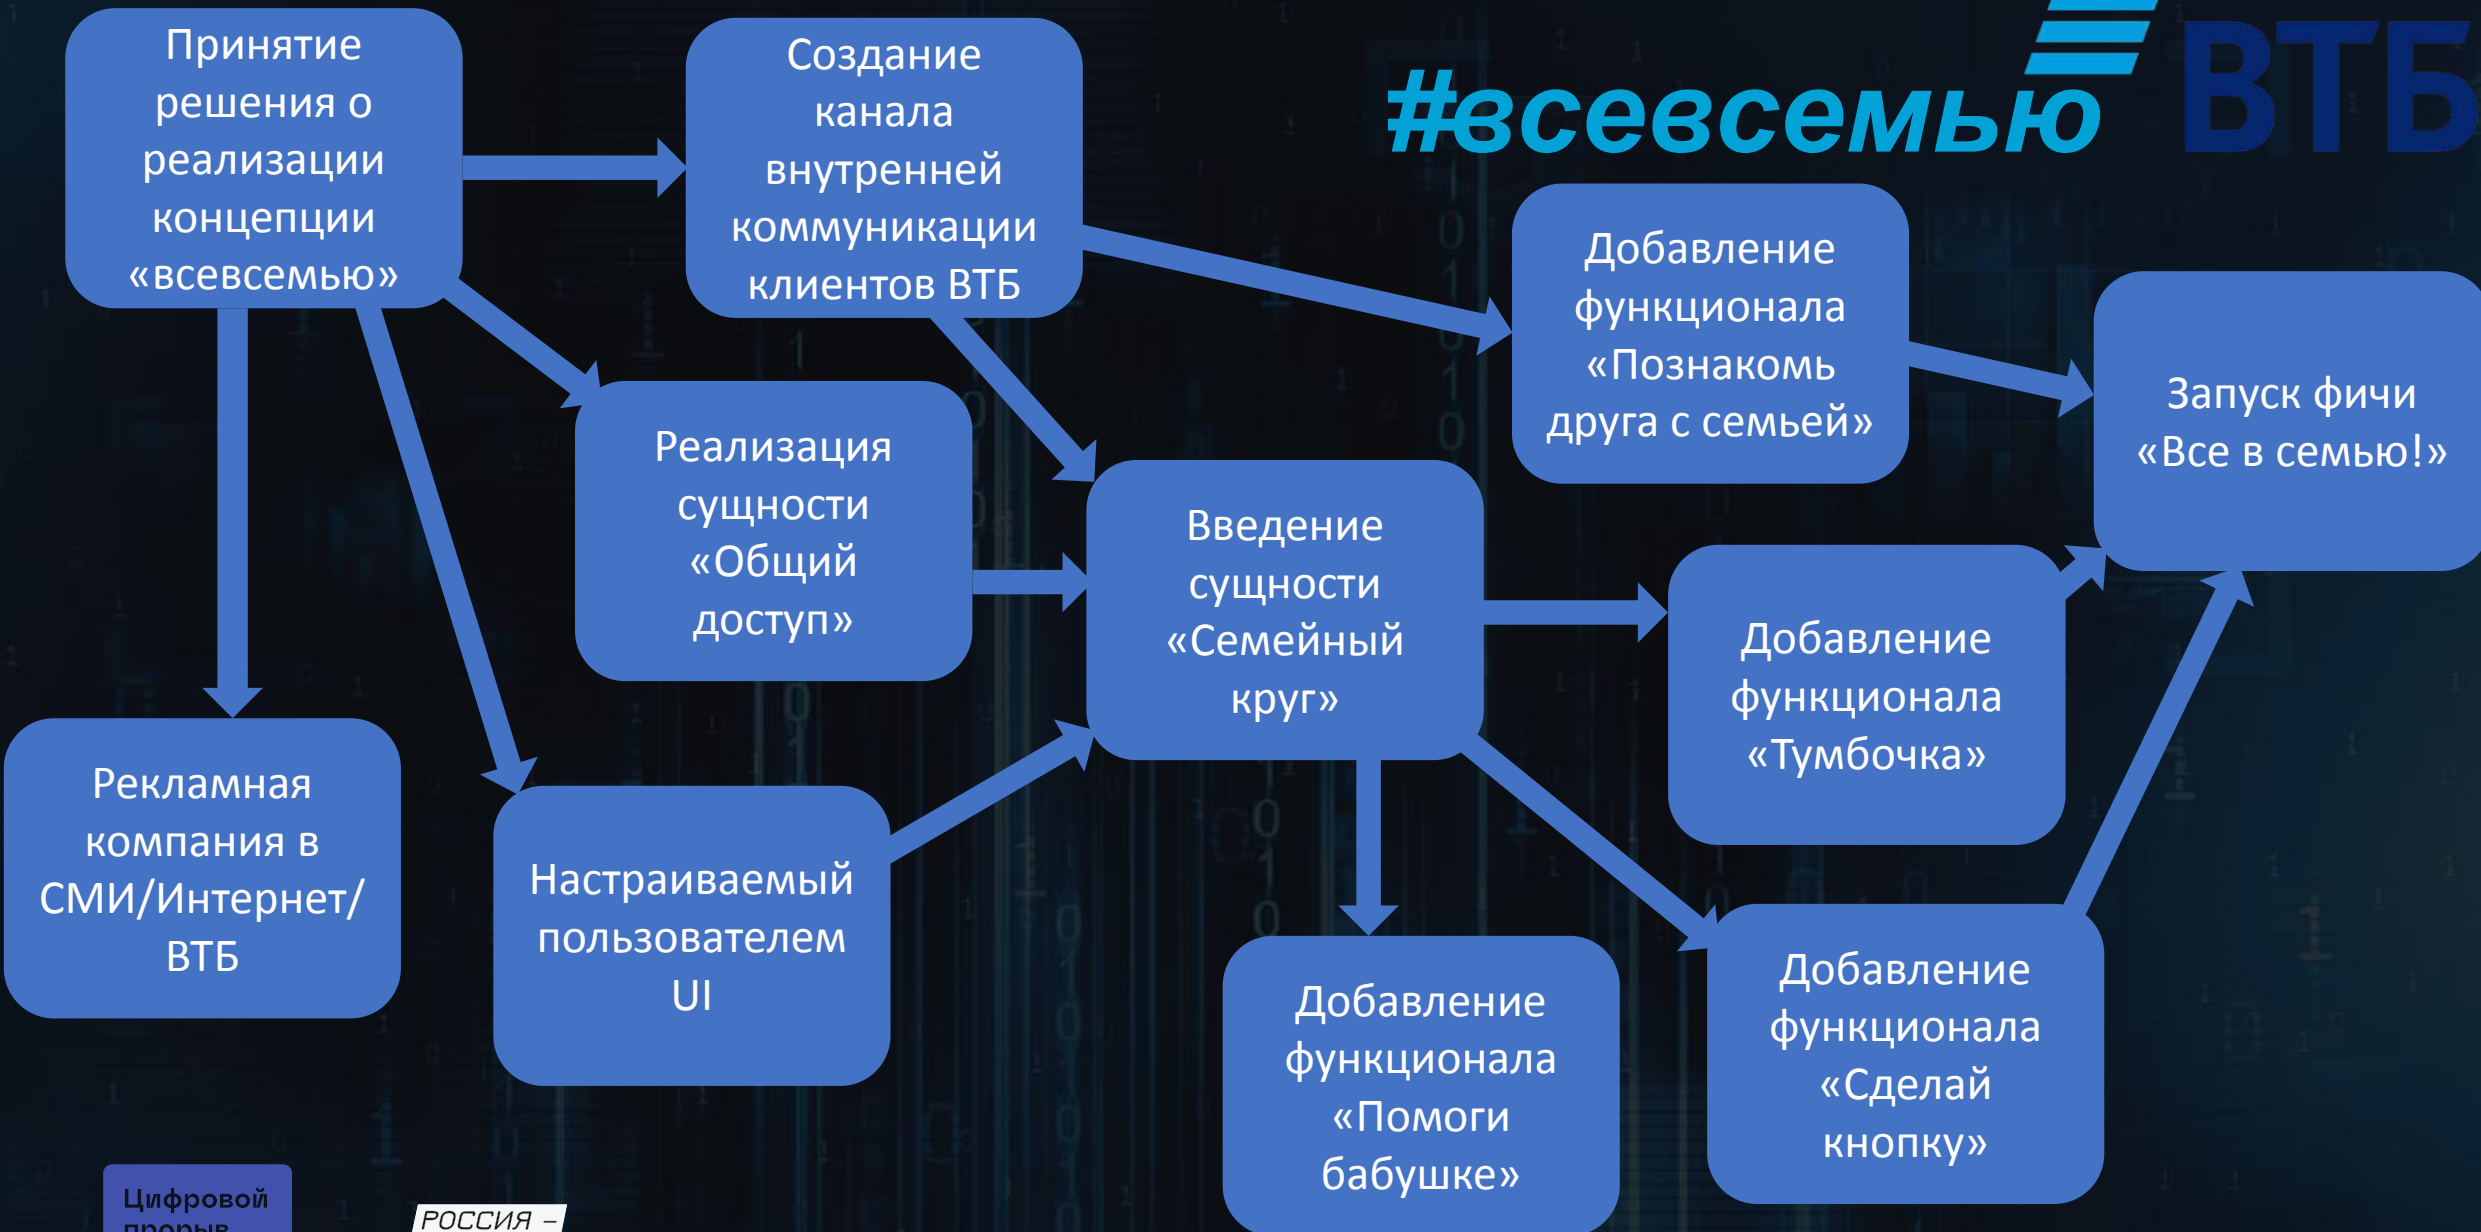 Принятие
решения о
реализации
концепции
«всевсемью»
Создание
канала
внутренней
коммуникации
клиентов ВТБ
#всевсемью
ВТБ
Добавление
функционала
«Познакомь
друга с семьей»
Запуск фичи
«Все в семью!»
Реализация
сущности
«Общий
доступ»
Введение
сущности
«Семейный
круг»
Добавление
функционала
«Тумбочка»
Рекламная
компания в
СМИ/Интернет/
ВТБ
Настраиваемый
пользователем
UI
Добавление
функционала
«Помоги
бабушке»
Добавление
функционала
«Сделай
кнопку»
Цифровой
прорыв
РОССИЯ –